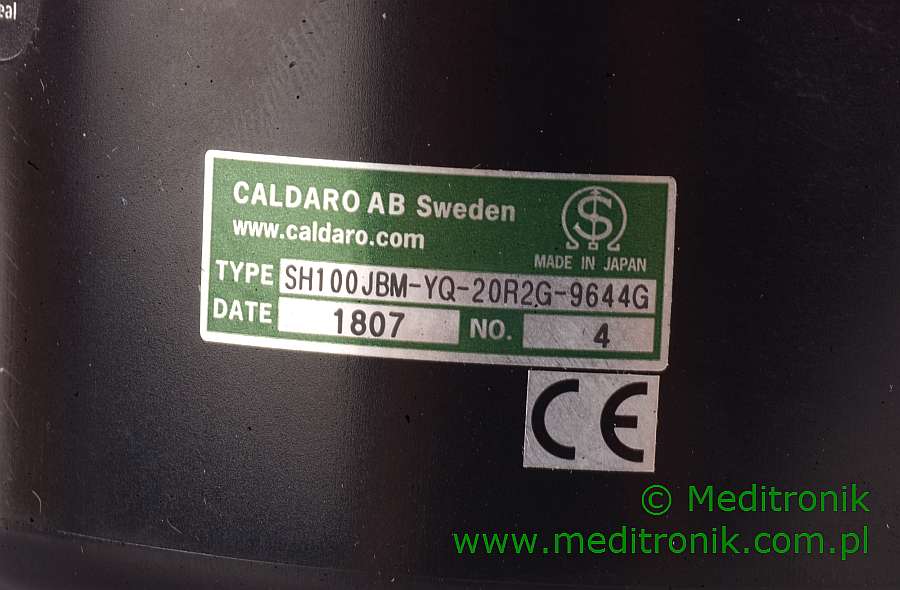 eal
CALDARO AB Sweden
www.caldaro.com
S
MADE IN JAPAN
TYPE SH100JBM-YQ-20R2G-9644G
DATE 1807 NO. 4
CE
© Meditronik
www.meditronik.com.pl